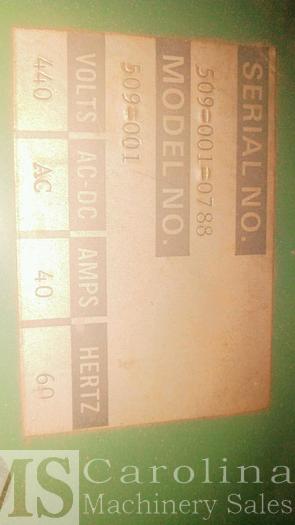 SERIAL NO.
509-001-0788
MODEL NO.
509-001
VOLTS AC-DC AMPS HERTZ
440 AC 40 60
MS Carolina
Machinery Sales